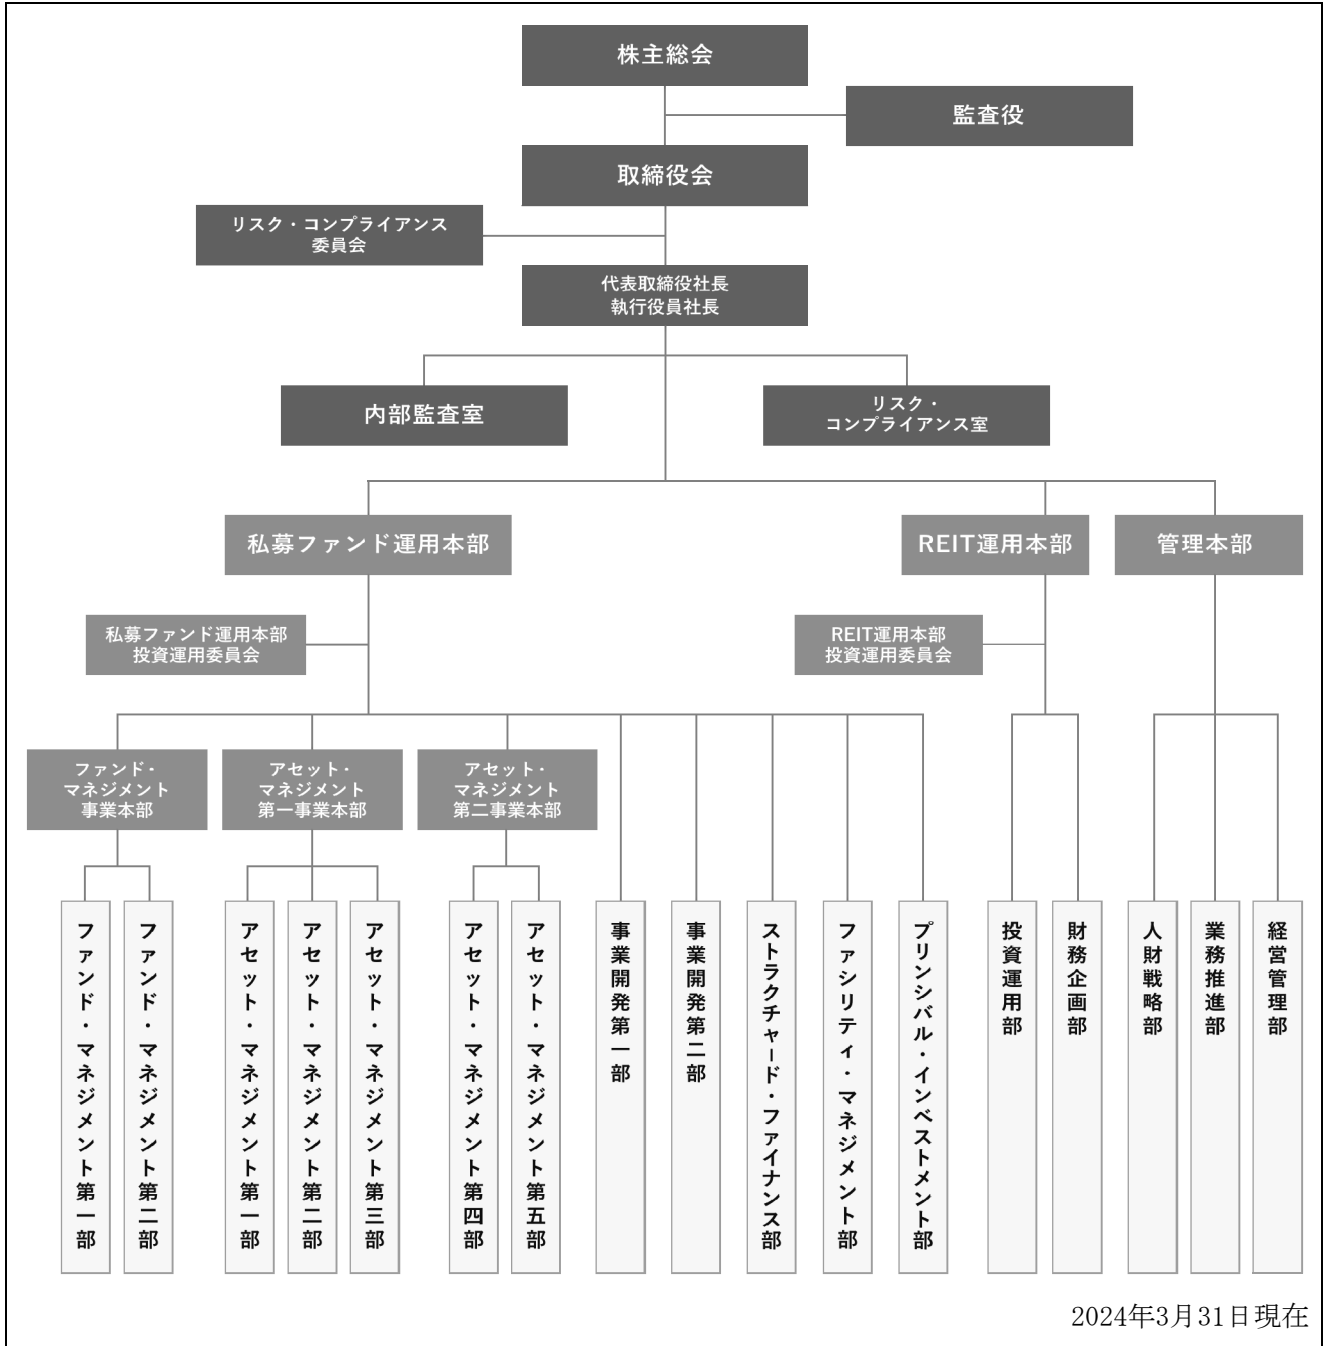 株主総会
監査役
取締役会
リスク・コンプライアンス
委員会
代表取締役社長
執行役員社長
内部監査室
リスク・
コンプライアンス室
私募ファンド運用本部
REIT運用本部
管理本部
私募ファンド運用本部
投資運用委員会
REIT運用本部
投資運用委員会
ファンド・
マネジメント
事業本部
アセット・
マネジメント
第一事業本部
アセット・
マネジメント
第二事業本部
ファンド・マネジメント第一部
ファンド・マネジメント第二部
アセット・マネジメント第一部
アセット・マネジメント第二部
アセット・マネジメント第三部
アセット・マネジメント第四部
アセット・マネジメント第五部
事業開発第一部
事業開発第二部
ストラクチャード・ファイナンス部
ファシリティ・マネジメント部
プリンシパル・インベストメント部
投資運用部
財務企画部
人財戦略部
業務推進部
経営管理部
2024年3月31日現在